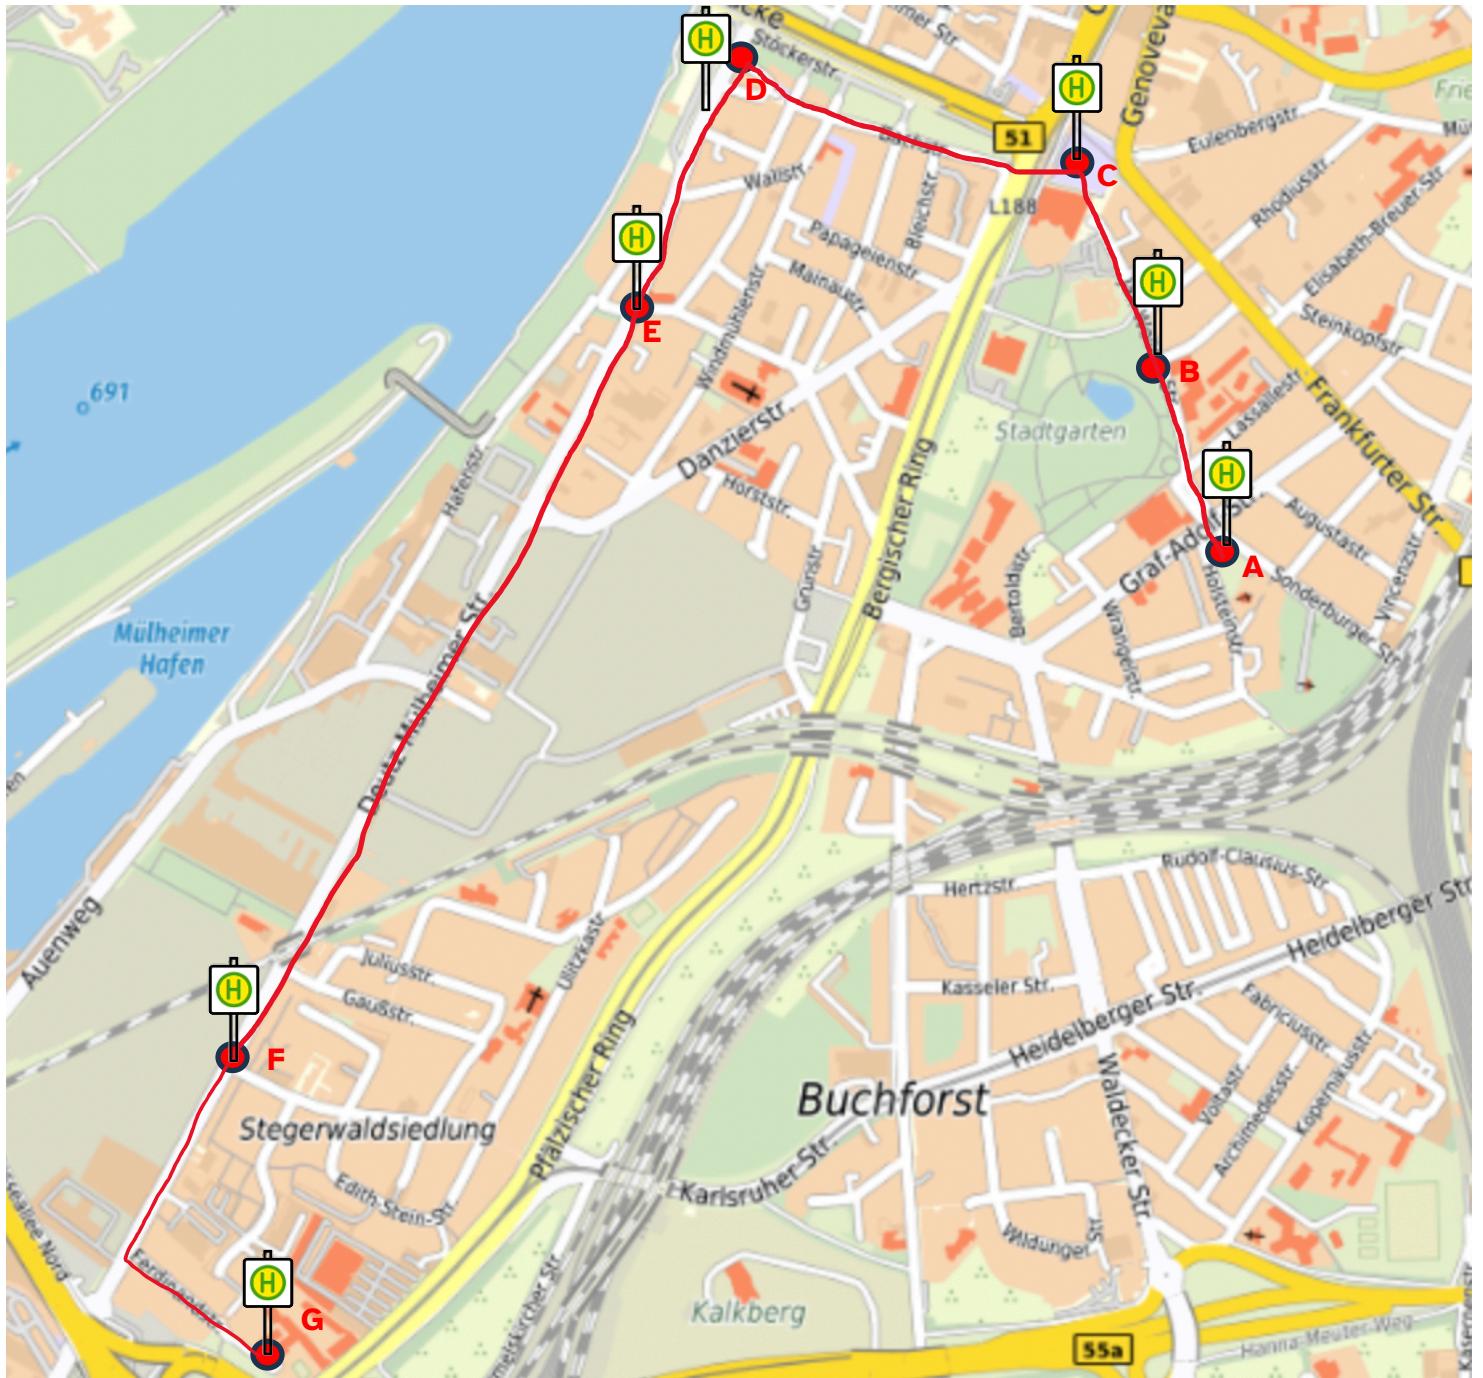 Stöckerstr.
H
D
H
51
C
Genoveva
Eulenbergstr.
Wallstr.
L188
Bleichstr.
Papageienstr.
Mainaustr.
Rhodiusstr.
Elisabeth-Breuer-Str.
H
E
H
B
Windmühlenstr.
Steinkopfstr.
691
Stadtgarten
Lassallestr.
Frankfurter Str.
Danzierstr.
Hafenstr.
Horststr.
Bergischer Ring
H
A
Graf-Adolf-Str.
Augustastr.
Vincenzstr.
Sonderburger Str.
Grünstr.
Bertoldistr.
Wrangelstr.
Holsteinstr.
Mülheimer
Hafen
Deutz-Mülheimer Str.
Rudolf-Clausius-Str.
Hertzstr.
Heidelberger Str.
Auenweg
Juliusstr.
Ulitzkastr.
Gaußstr.
H
F
Kasseler Str.
Heidelberger Str.
Fabriciusstr.
Pfälzischer Ring
Buchforst
Waldecker Str.
Voltastr.
Archimedesstr.
Kopernikusstr.
Stegerwaldsiedlung
Karlsruher Str.
Edith-Stein-Str.
Wildunger Str.
Ferdinandstr.
H
G
Kalkberg
55a
Hanna-Meuter-Weg